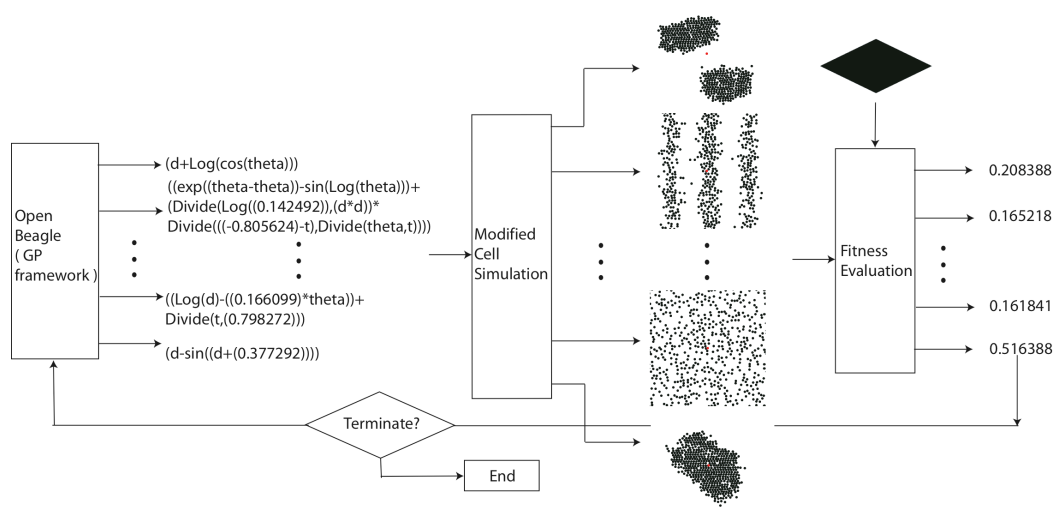 Open
Beagle
( GP
framework )
(d+Log(cos(theta)))
((exp((theta-theta))-sin(Log(theta)))+
(Divide(Log((0.142492)),(d*d))*
Divide(((-0.805624)-t),Divide(theta,t))))
((Log(d)-((0.166099)*theta))+
Divide(t,(0.798272)))
(d-sin((d+(0.377292))))
Modified
Cell
Simulation
Fitness
Evaluation
0.208388
0.165218
0.161841
0.516388
Terminate?
End